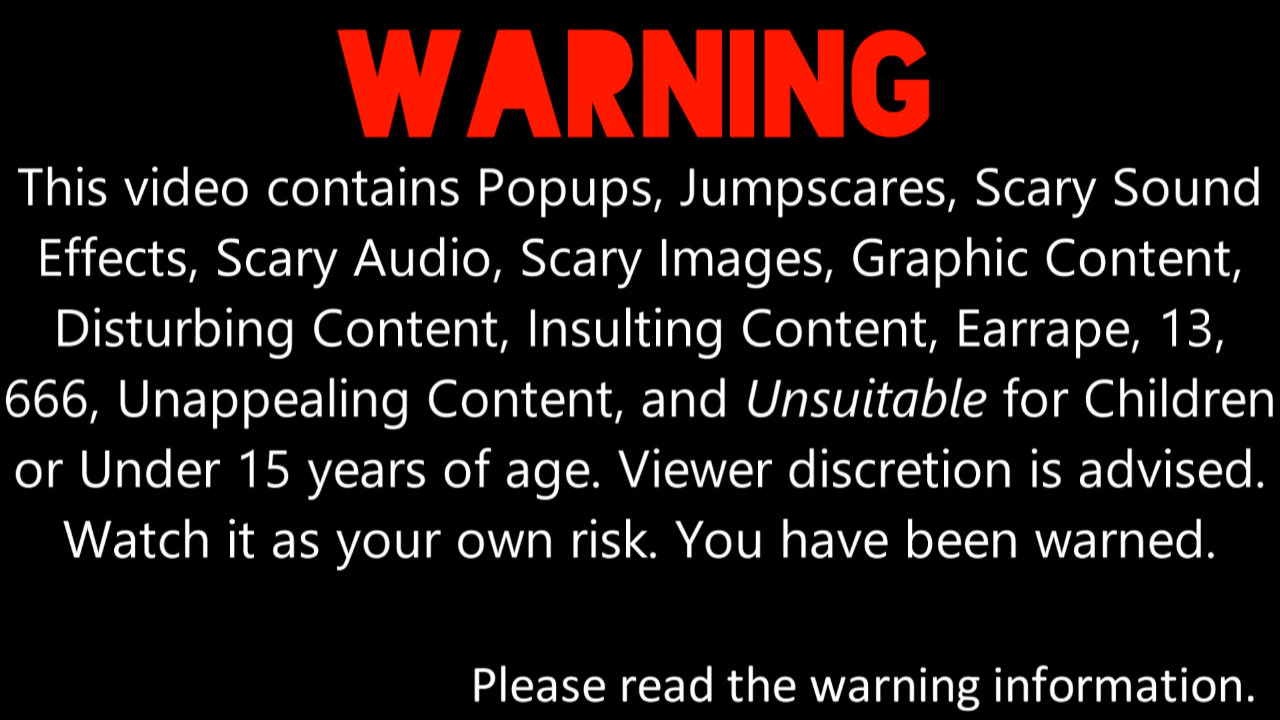 WARNING
This video contains Popups, Jumpscares, Scary Sound
Effects, Scary Audio, Scary Images, Graphic Content,
Disturbing Content, Insulting Content, Earrape, 13,
666, Unappealing Content, and Unsuitable for Children
or Under 15 years of age. Viewer discretion is advised.
Watch it as your own risk. You have been warned.
Please read the warning information.